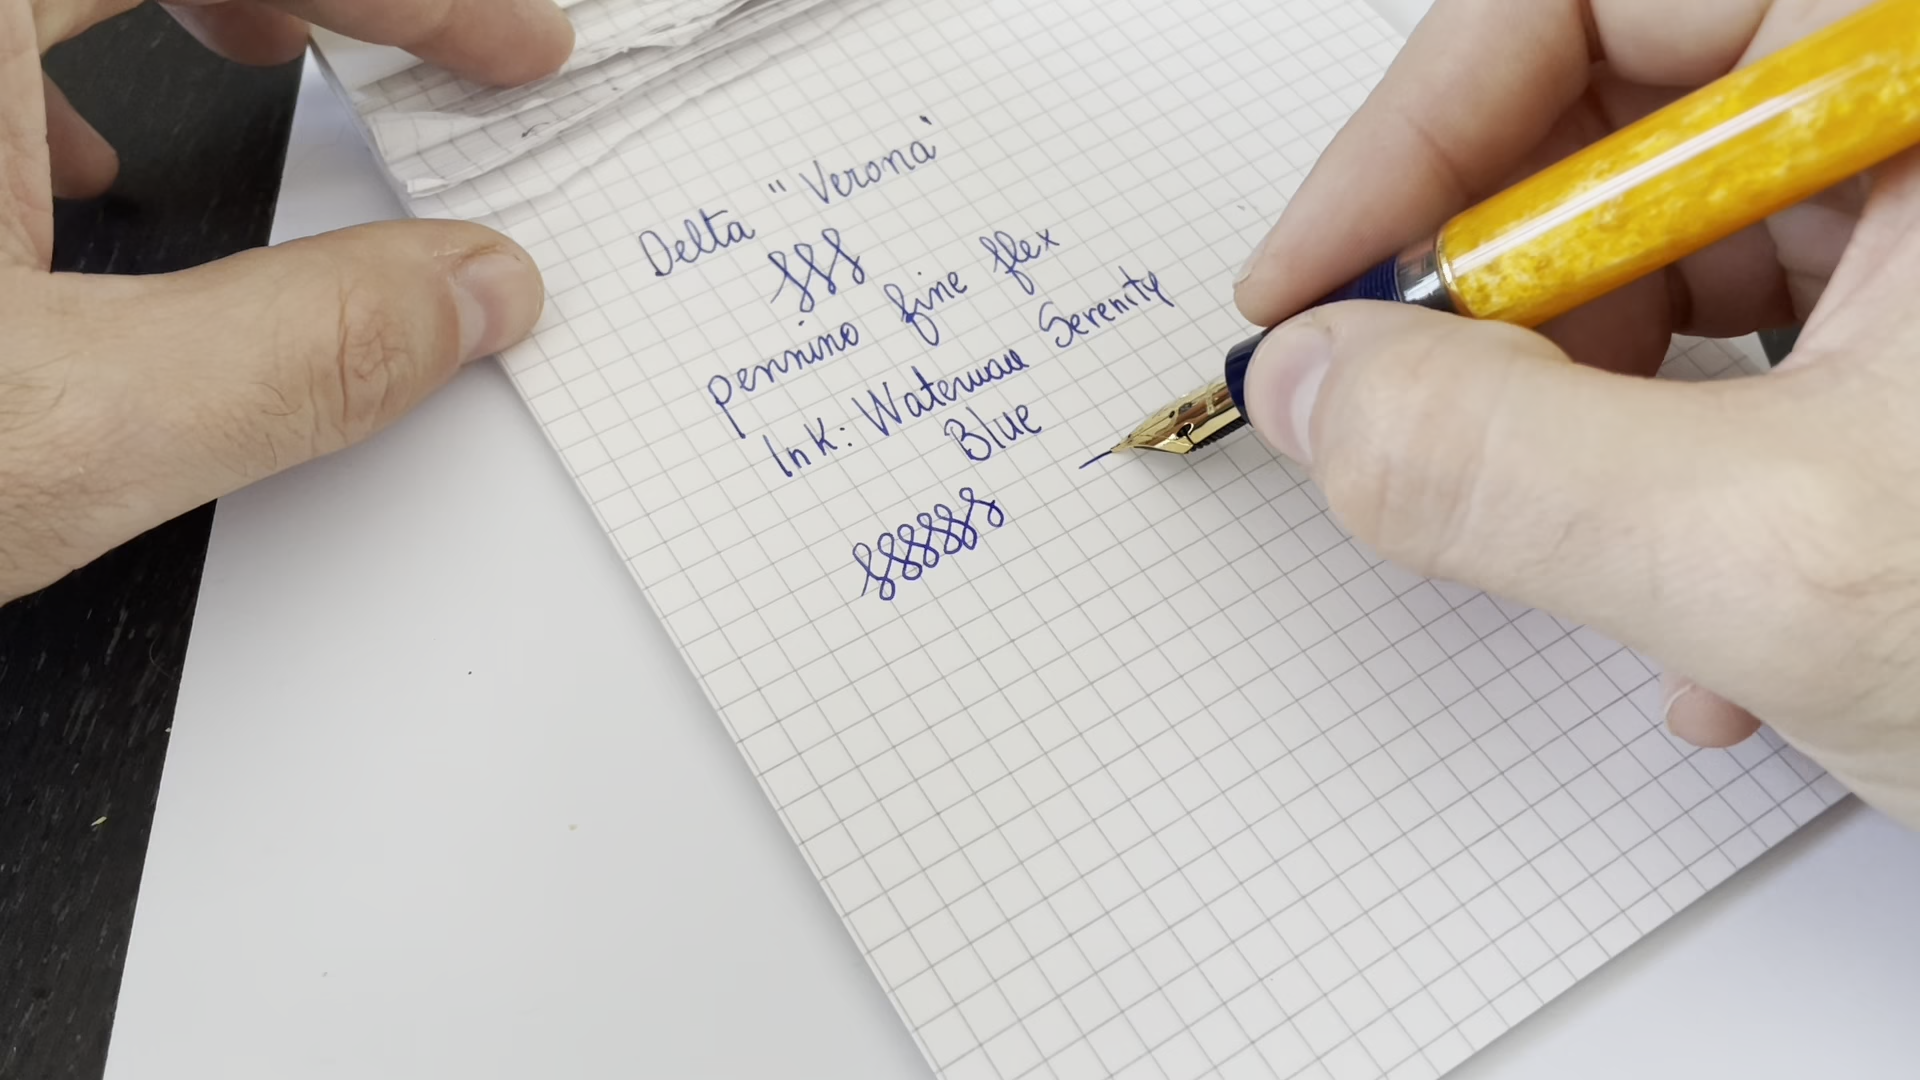 Delta "Verona"
pennino fine flex
Ink: Waterman Serenity
Blue